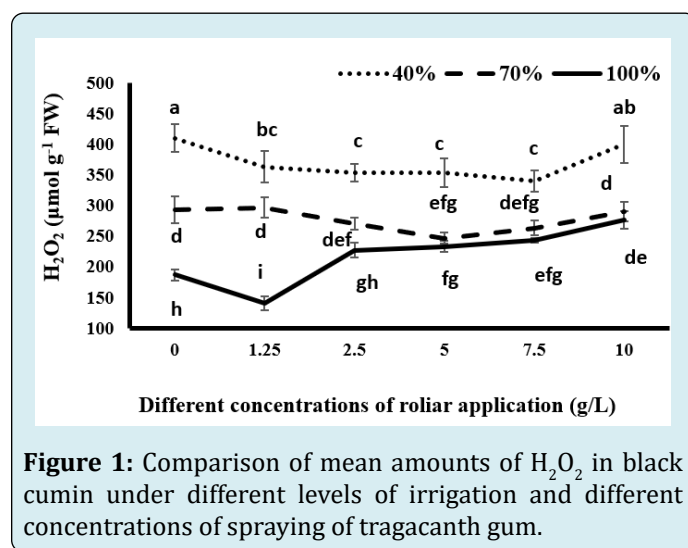 40% 70% 100%
500
450
400
350
300
250
200
150
100
H₂O₂ (μmol g⁻¹ FW)
a bc c c c ab
d d def efg defg d
h i gh fg efg de
0 1.25 2.5 5 7.5 10
Different concentrations of roliar application (g/L)
Figure 1: Comparison of mean amounts of H₂O₂ in black
cumin under different levels of irrigation and different
concentrations of spraying of tragacanth gum.